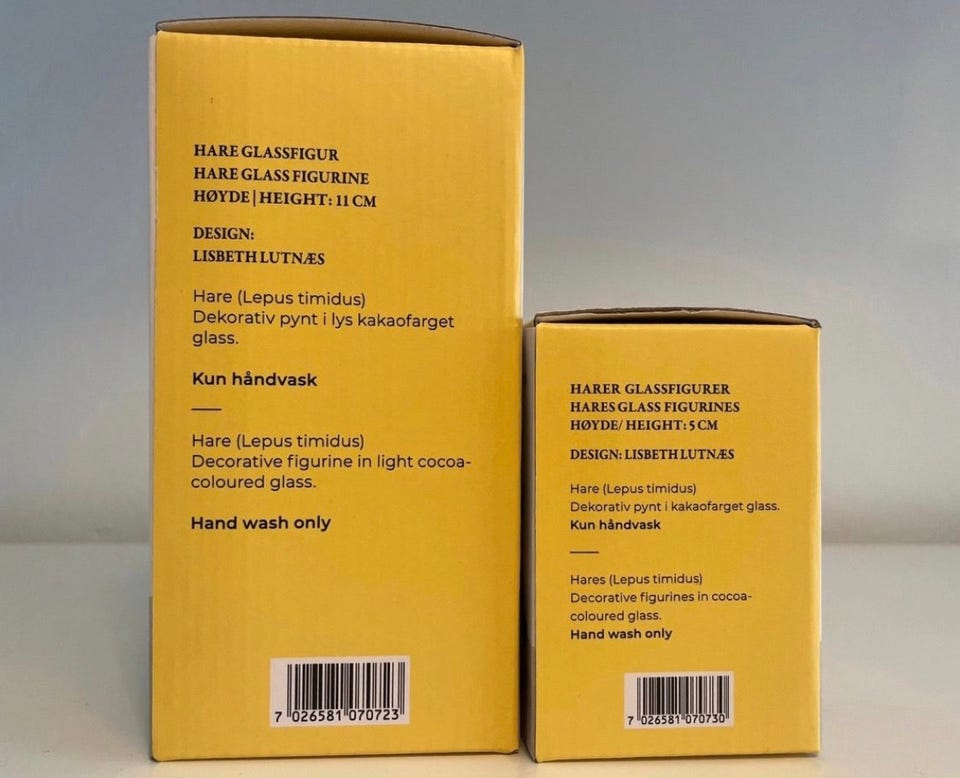 HARE GLASSFIGUR
HARE GLASS FIGURINE
HØYDE | HEIGHT: 11 CM
DESIGN:
LISBETH LUTNÆS
Hare (Lepus timidus)
Dekorativ pynt i lys kakaofarget
glass.
Kun håndvask
Hare (Lepus timidus)
Decorative figurine in light cocoa-
coloured glass.
Hand wash only
7 026581 070723
HARER GLASSFIGURER
HARES GLASS FIGURINES
HØYDE/ HEIGHT: 5 CM
DESIGN: LISBETH LUTNÆS
Hare (Lepus timidus)
Dekorativ pynt i kakaofarget glass.
Kun håndvask
Hares (Lepus timidus)
Decorative figurines in cocoa-
coloured glass.
Hand wash only
7 026581 070730